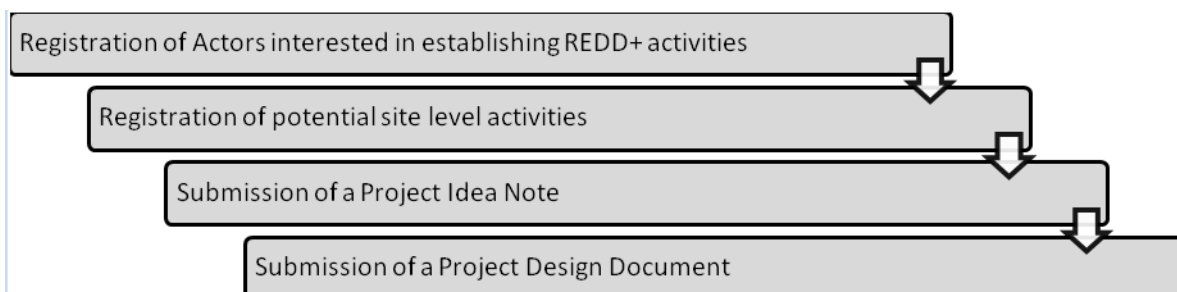 Registration of Actors interested in establishing REDD+ activities
Registration of potential site level activities
Submission of a Project Idea Note
Submission of a Project Design Document